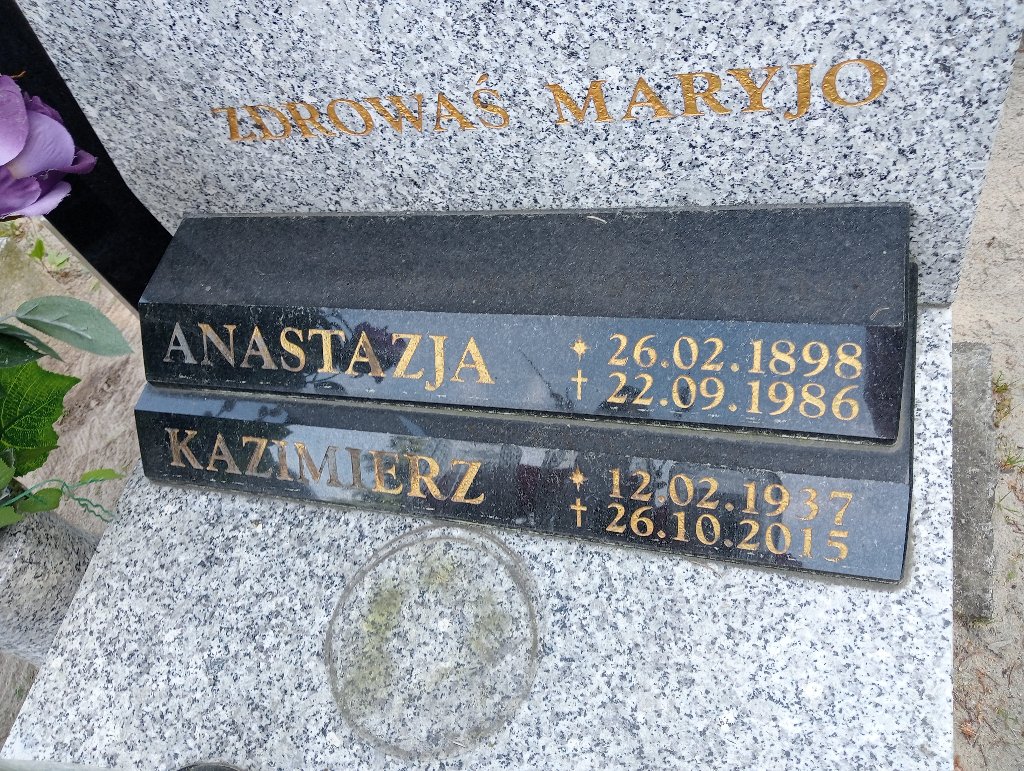 ZDROWAŚ MARYJO
ANASTAZJA * 26.02.1898
† 22.09.1986
KAZIMIERZ * 12.02.1937
† 26.10.2015